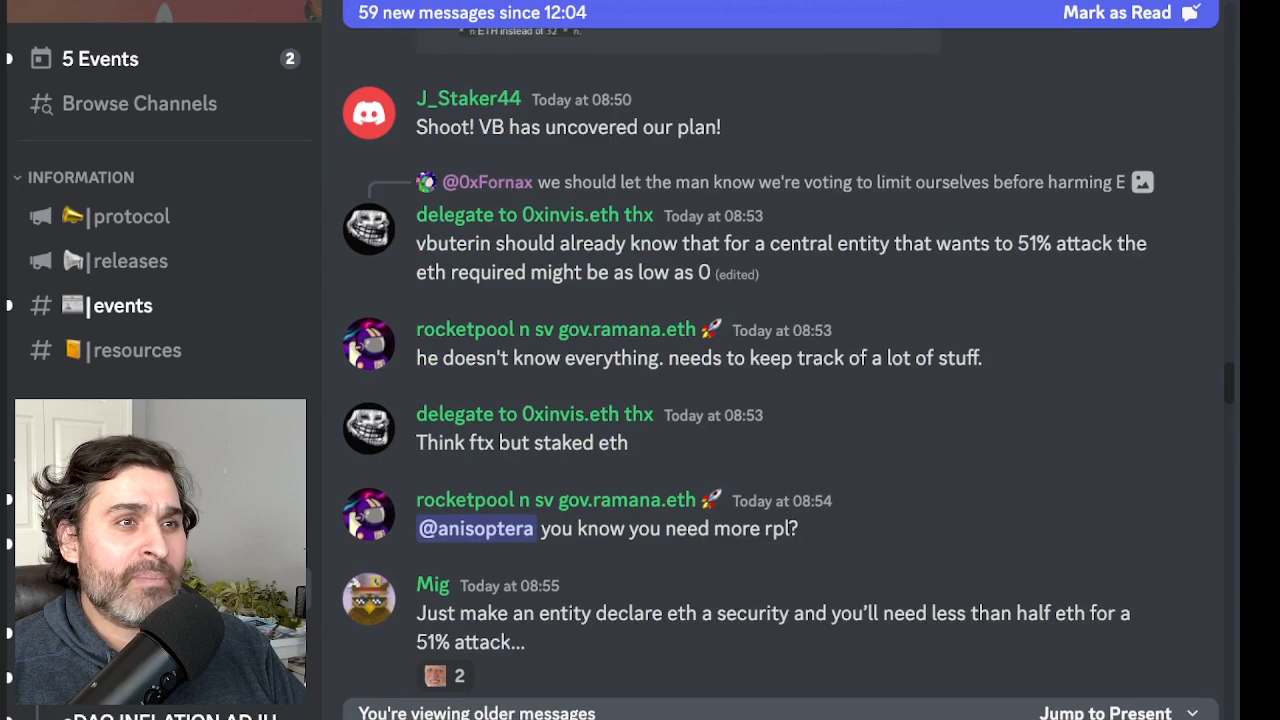 59 new messages since 12:04
Mark as Read
n ETH instead of 32 * n.
5 Events
2
Browse Channels
INFORMATION
protocol
releases
events
resources
J_Staker44 Today at 08:50
Shoot! VB has uncovered our plan!
@0xFornax we should let the man know we're voting to limit ourselves before harming E
delegate to 0xinvis.eth thx Today at 08:53
vbuterin should already know that for a central entity that wants to 51% attack the
eth required might be as low as 0 (edited)
rocketpool n sv gov.ramana.eth 🚀 Today at 08:53
he doesn't know everything. needs to keep track of a lot of stuff.
delegate to 0xinvis.eth thx Today at 08:53
Think ftx but staked eth
rocketpool n sv gov.ramana.eth 🚀 Today at 08:54
@anisoptera you know you need more rpl?
Mig Today at 08:55
Just make an entity declare eth a security and you’ll need less than half eth for a
51% attack...
2
You're viewing older messages
Jump to Present